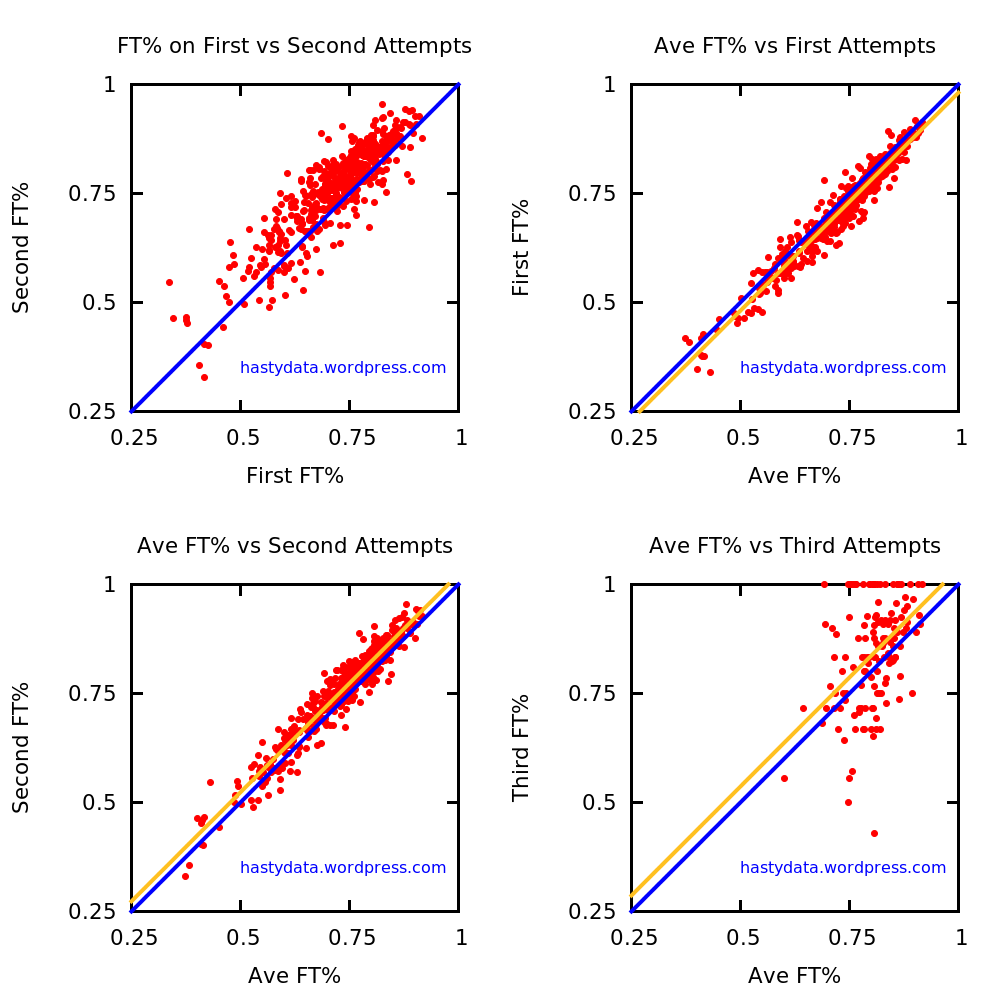 FT% on First vs Second Attempts
1
0.75
0.5
0.25
0.25 0.5 0.75 1
Second FT%
First FT%
hastydata.wordpress.com
Ave FT% vs First Attempts
1
0.75
0.5
0.25
0.25 0.5 0.75 1
First FT%
Ave FT%
hastydata.wordpress.com
Ave FT% vs Second Attempts
1
0.75
0.5
0.25
0.25 0.5 0.75 1
Second FT%
Ave FT%
hastydata.wordpress.com
Ave FT% vs Third Attempts
1
0.75
0.5
0.25
0.25 0.5 0.75 1
Third FT%
Ave FT%
hastydata.wordpress.com